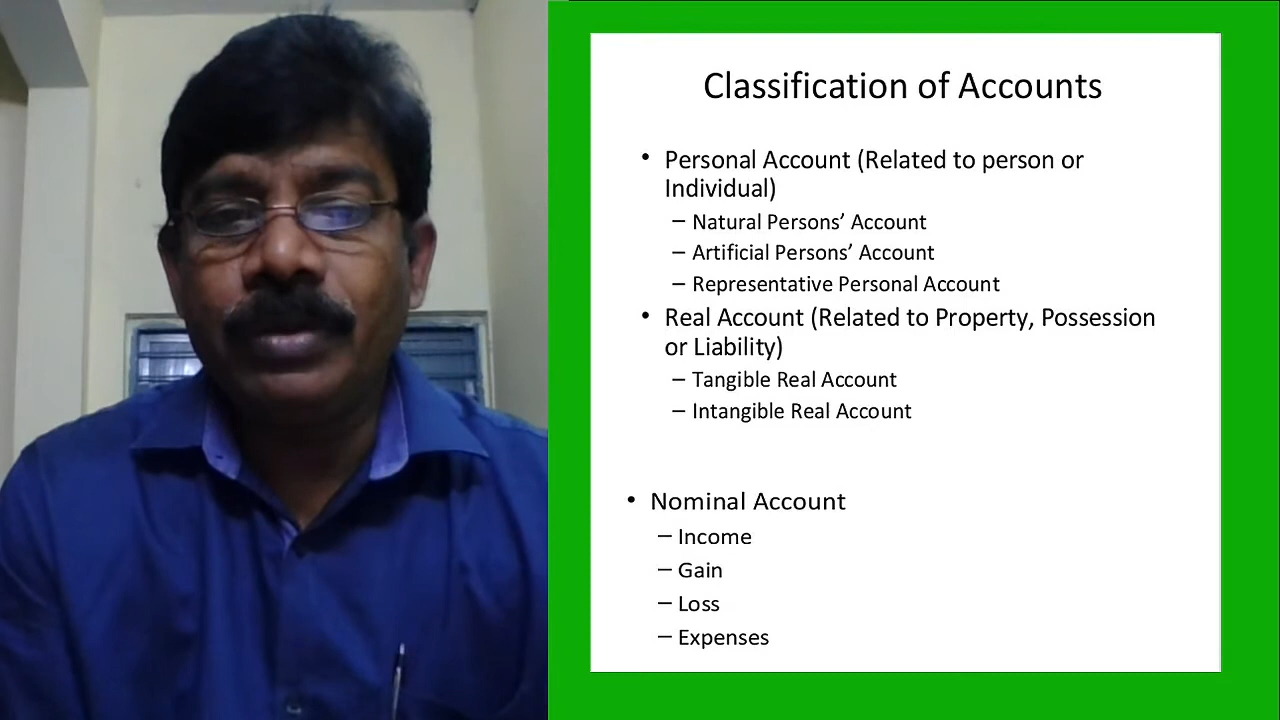 Classification of Accounts
• Personal Account (Related to person or
Individual)
– Natural Persons’ Account
– Artificial Persons’ Account
– Representative Personal Account
• Real Account (Related to Property, Possession
or Liability)
– Tangible Real Account
– Intangible Real Account
• Nominal Account
– Income
– Gain
– Loss
– Expenses